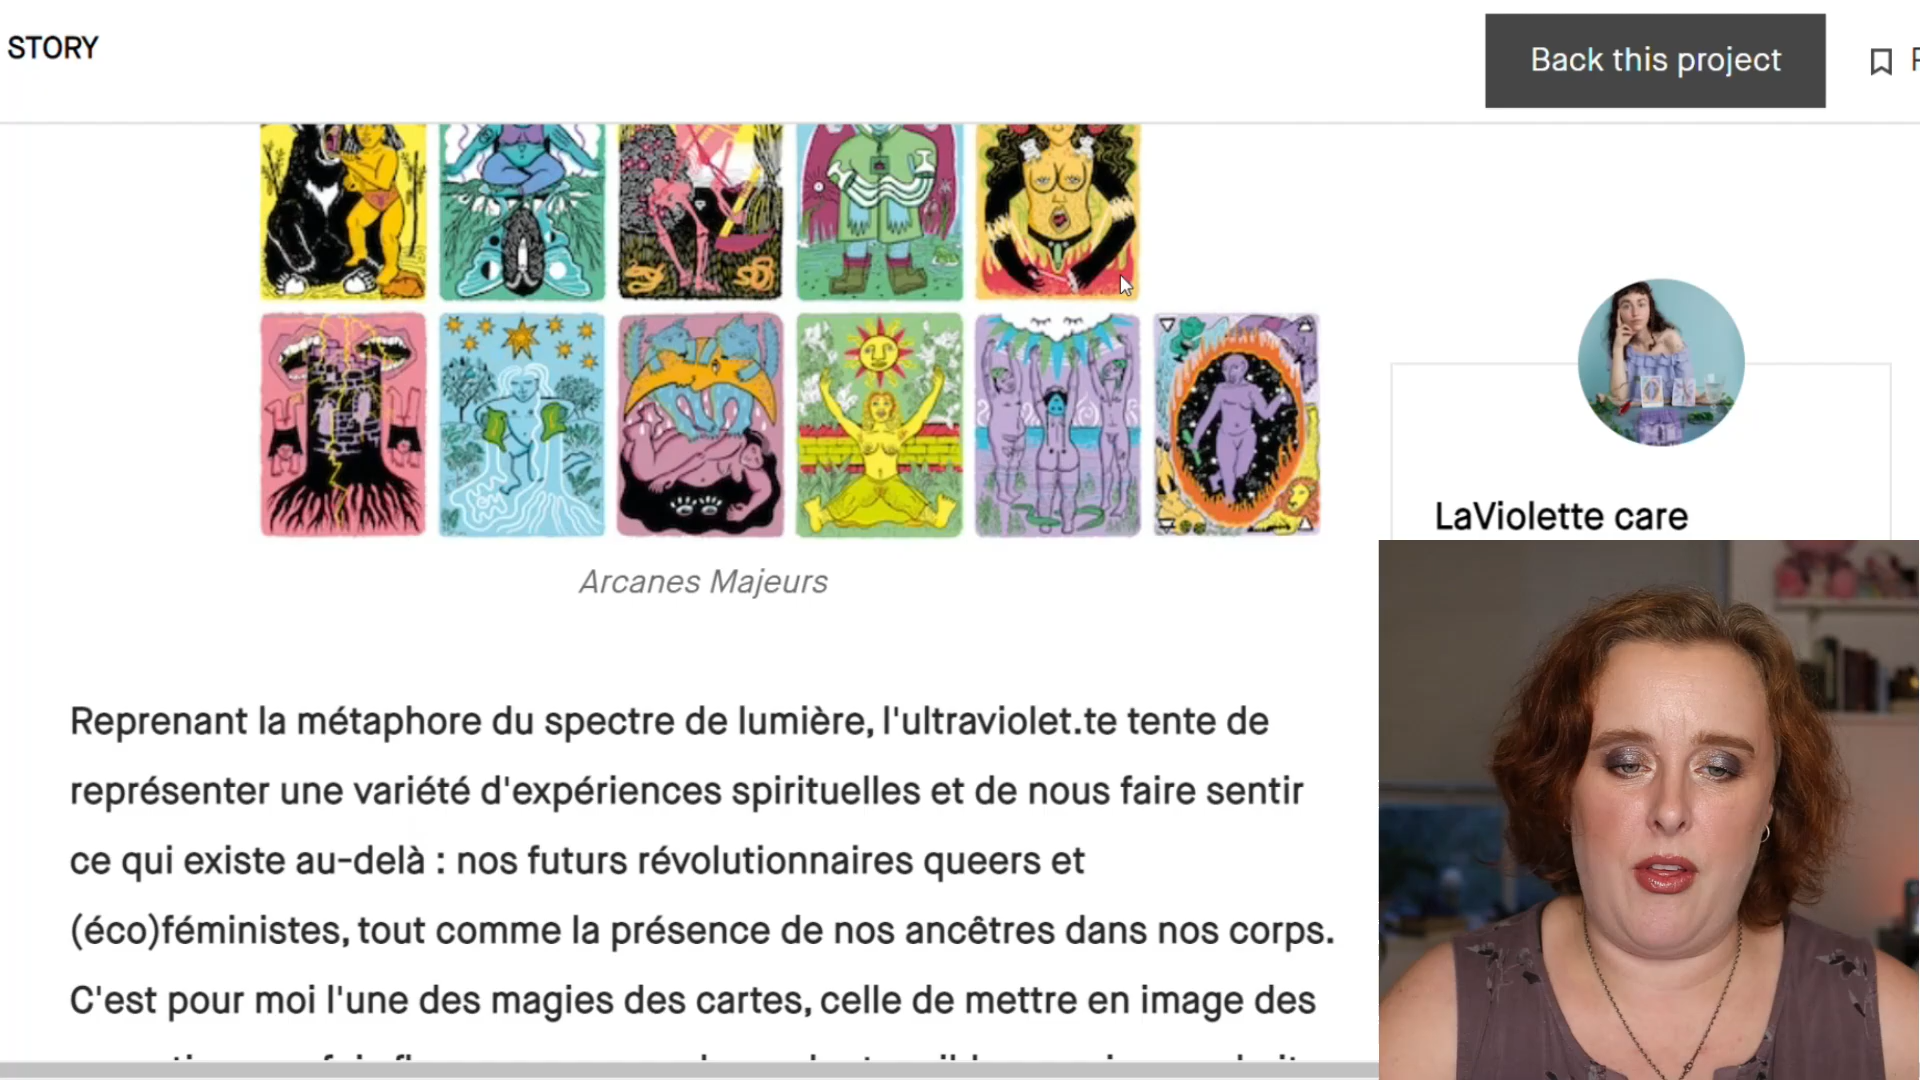 STORY
Back this project
Arcanes Majeurs
LaViolette care
Reprenant la métaphore du spectre de lumière, l'ultraviolet.te tente de
représenter une variété d'expériences spirituelles et de nous faire sentir
ce qui existe au-delà : nos futurs révolutionnaires queers et
(éco)féministes, tout comme la présence de nos ancêtres dans nos corps.
C'est pour moi l'une des magies des cartes, celle de mettre en image des